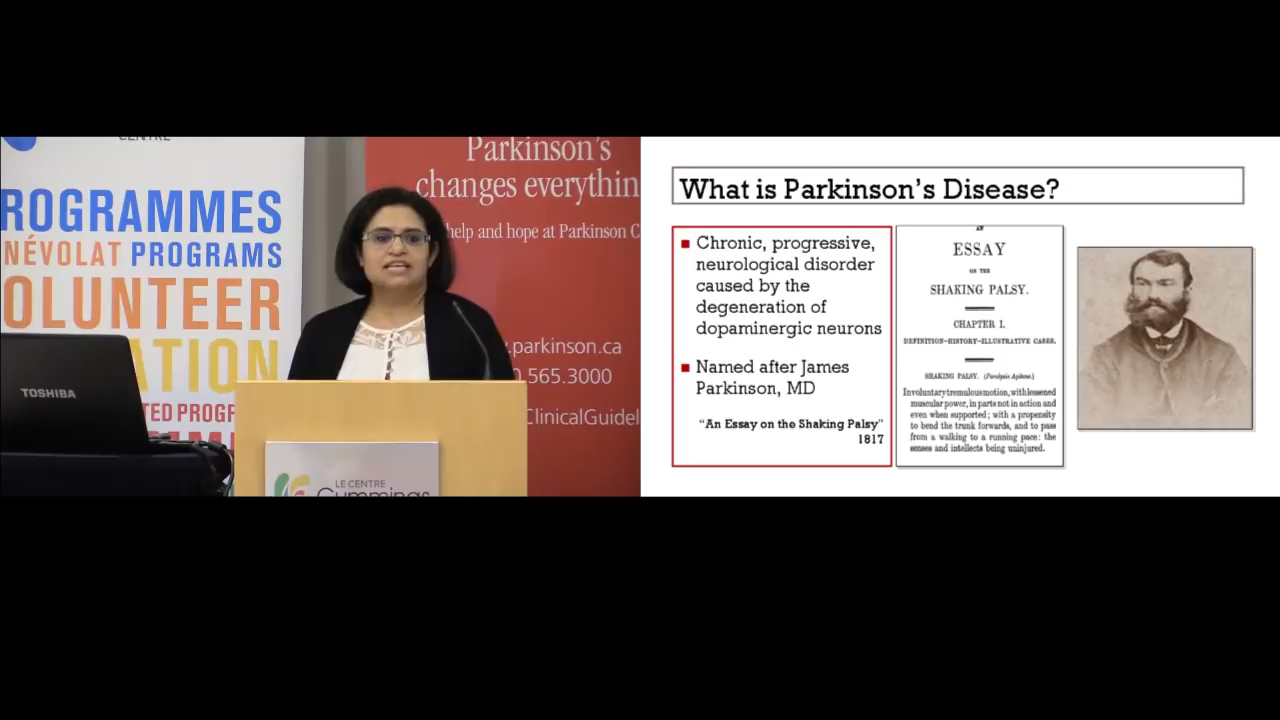 CENTRE
ROGRAMMES
NÉVOLAT PROGRAMS
OLUNTEER
ATION
TED PROGR
TOSHIBA
Parkinson's
changes everythin
help and hope at Parkinson C
.parkinson.ca
.565.3000
ClinicalGuidel
LE CENTRE
Cummings
What is Parkinson's Disease?
Chronic, progressive,
neurological disorder
caused by the
degeneration of
dopaminergic neurons
Named after James
Parkinson, MD
"An Essay on the Shaking Palsy"
1817
AN
ESSAY
ON THE
SHAKING PALSY.
CHAPTER I.
DEFINITION—HISTORY—ILLUSTRATIVE CASES.
SHAKING PALSY. (Paralysis Agitans.)
Involuntary tremulous motion, with lessened
muscular power, in parts not in action and
even when supported; with a propensity
to bend the trunk forwards, and to pass
from a walking to a running pace: the
senses and intellects being uninjured.